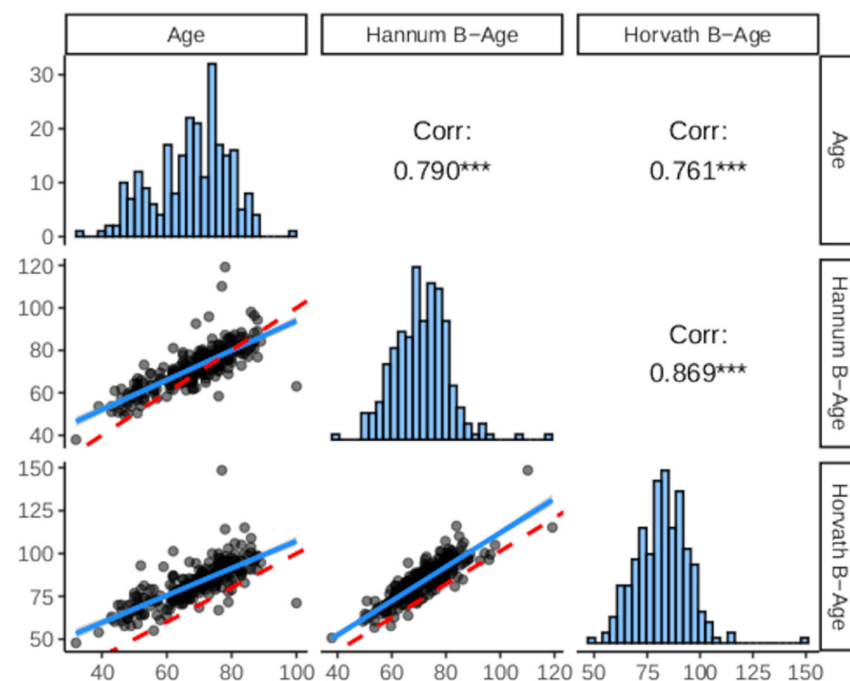 Age
Hannum B−Age
Horvath B−Age
30
20
10
0
Corr:
0.790***
Corr:
0.761***
Age
120
100
80
60
40
Corr:
0.869***
Hannum B−Age
150
125
100
75
50
Horvath B−Age
40 60 80 100
40 60 80 100 120
50 75 100 125 150